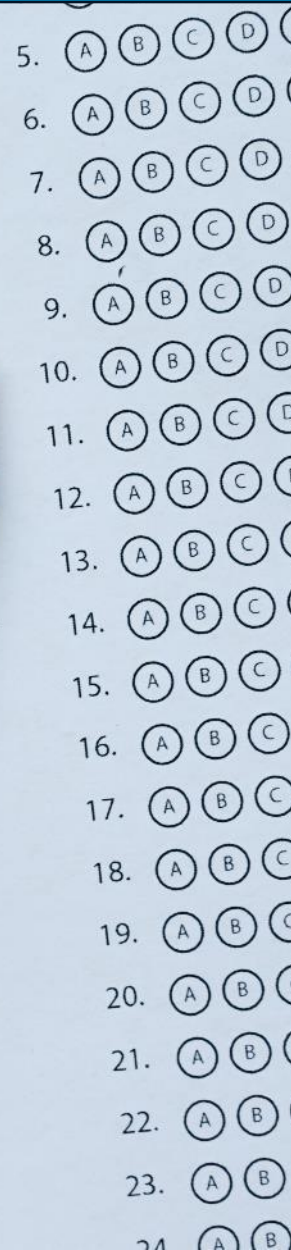 5. A B C D
6. A B C D
7. A B C D
8. A B C D
9. A B C D
10. A B C D
11. A B C D
12. A B C
13. A B C
14. A B C
15. A B C
16. A B C
17. A B C
18. A B C
19. A B C
20. A B
21. A B
22. A B
23. A B
24. A B